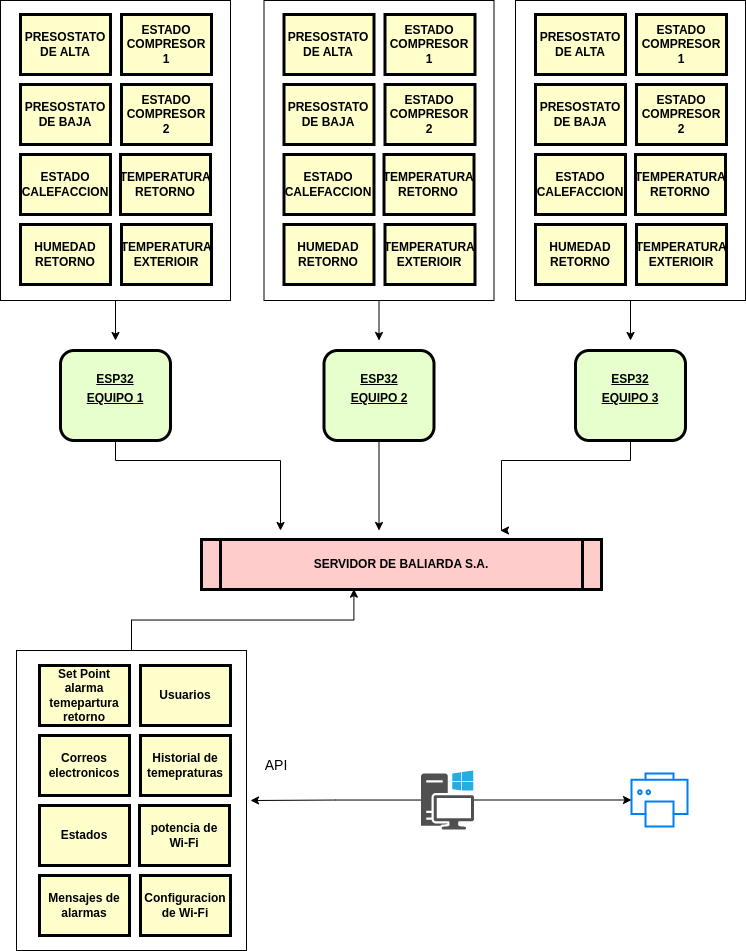 PRESOSTATO
DE ALTA
ESTADO
COMPRESOR
1
PRESOSTATO
DE BAJA
ESTADO
COMPRESOR
2
ESTADO
CALEFACCION
TEMPERATURA
RETORNO
HUMEDAD
RETORNO
TEMPERATURA
EXTERIOIR
PRESOSTATO
DE ALTA
ESTADO
COMPRESOR
1
PRESOSTATO
DE BAJA
ESTADO
COMPRESOR
2
ESTADO
CALEFACCION
TEMPERATURA
RETORNO
HUMEDAD
RETORNO
TEMPERATURA
EXTERIOIR
PRESOSTATO
DE ALTA
ESTADO
COMPRESOR
1
PRESOSTATO
DE BAJA
ESTADO
COMPRESOR
2
ESTADO
CALEFACCION
TEMPERATURA
RETORNO
HUMEDAD
RETORNO
TEMPERATURA
EXTERIOIR
ESP32
EQUIPO 1
ESP32
EQUIPO 2
ESP32
EQUIPO 3
SERVIDOR DE BALIARDA S.A.
Set Point
alarma
temepartura
retorno
Usuarios
Correos
electronicos
Historial de
temepraturas
Estados
potencia de
Wi-Fi
Mensajes de
alarmas
Configuracion
de Wi-Fi
API